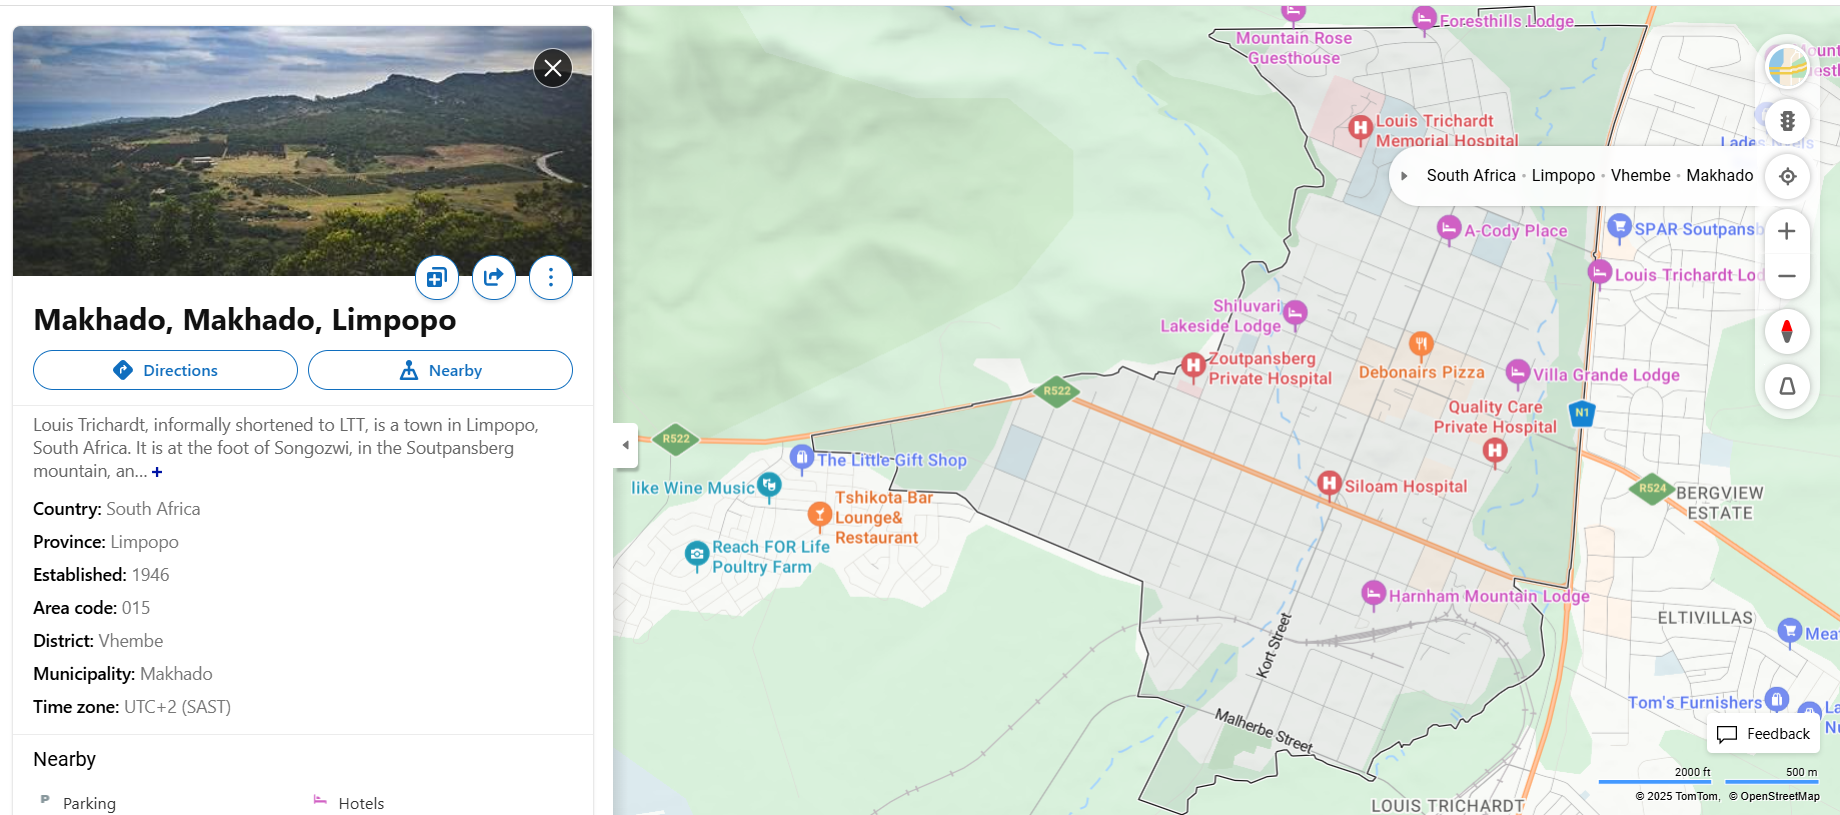 Makhado, Makhado, Limpopo
Directions
Nearby
Louis Trichardt, informally shortened to LTT, is a town in Limpopo,
South Africa. It is at the foot of Songozwi, in the Soutpansberg
mountain, an... +
Country: South Africa
Province: Limpopo
Established: 1946
Area code: 015
District: Vhembe
Municipality: Makhado
Time zone: UTC+2 (SAST)
Nearby
P Parking
Hotels
Mountain Rose
Guesthouse
Foresthills Lodge
Louis Trichardt
Memorial Hospital
South Africa • Limpopo • Vhembe • Makhado
A-Cody Place
SPAR Soutpansb
Louis Trichardt Lod
Shiluvari
Lakeside Lodge
Zoutpansberg
Private Hospital
Debonairs Pizza
Villa Grande Lodge
Quality Care
Private Hospital
N1
R522
R522
The Little Gift Shop
like Wine Music
Tshikota Bar
Lounge&
Restaurant
Reach FOR Life
Poultry Farm
Siloam Hospital
R524
BERGVIEW
ESTATE
Harnham Mountain Lodge
ELTIVILLAS
Mea
Kort Street
Malherbe Street
Tom's Furnishers
La
Nu
Feedback
2000 ft
500 m
LOUIS TRICHARDT
© 2025 TomTom, © OpenStreetMap